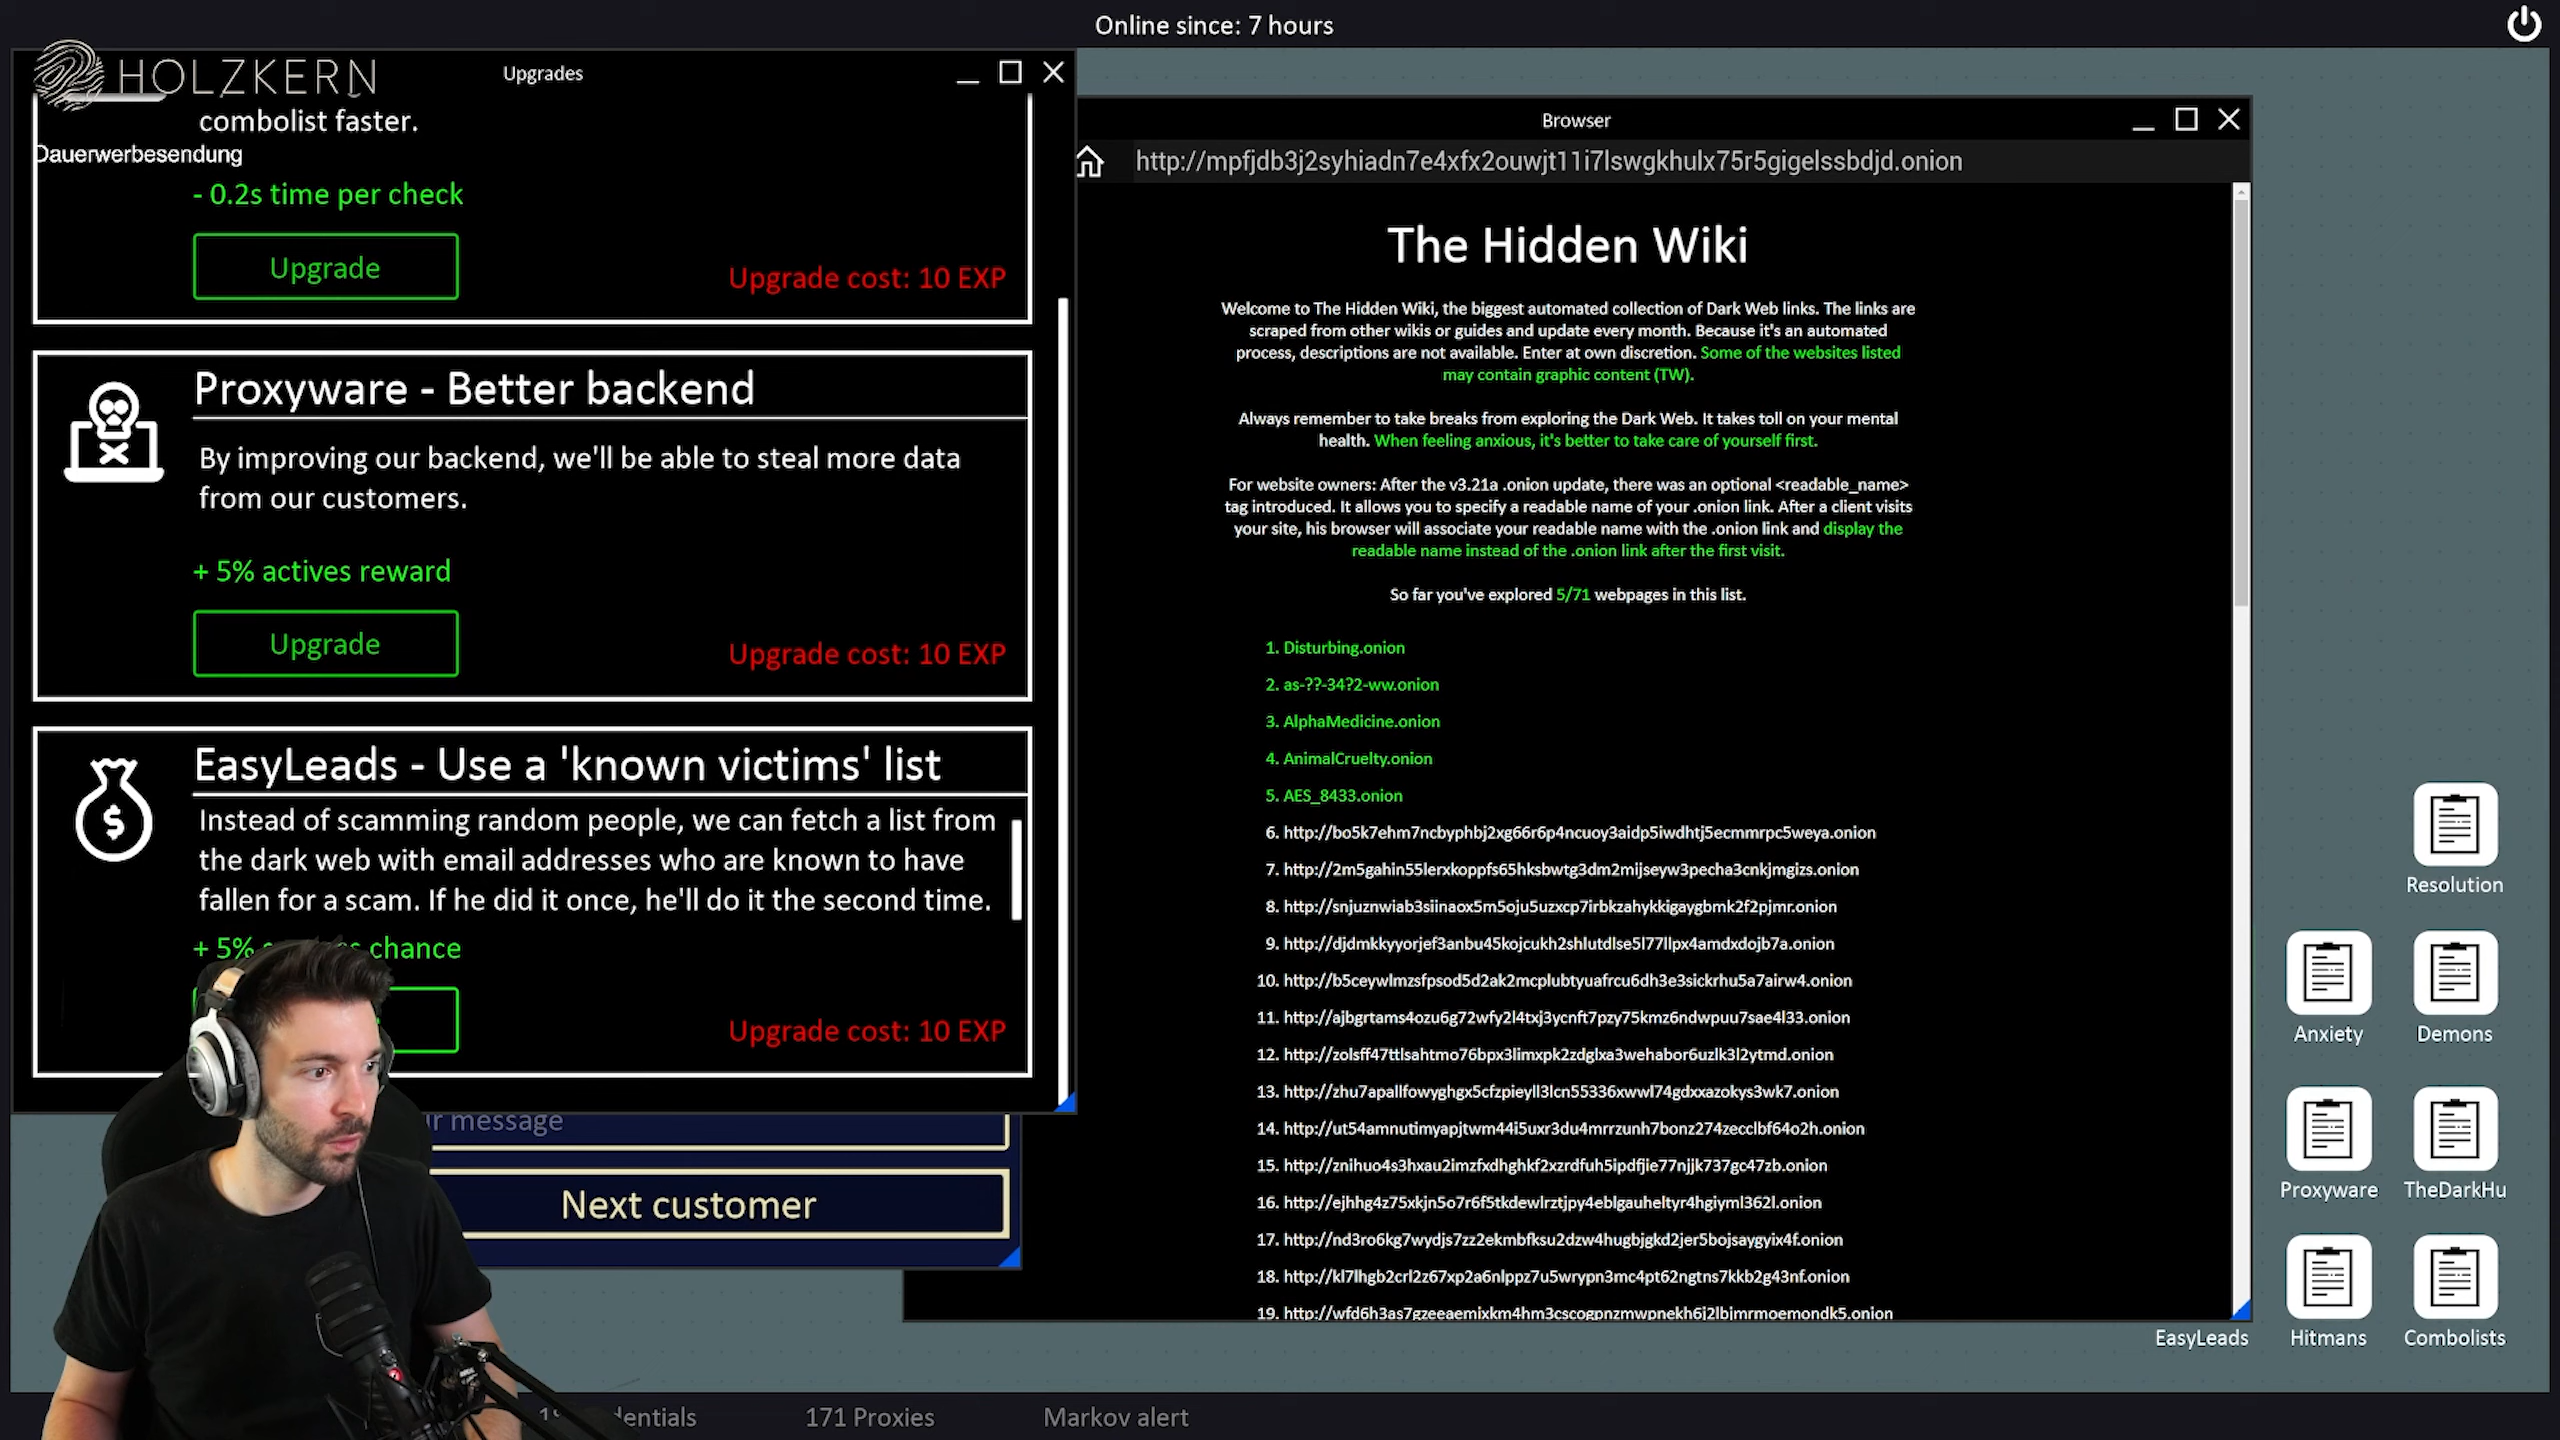 Online since: 7 hours
HOLZKERN
Upgrades
combolist faster.
Dauerwerbesendung
- 0.2s time per check
Upgrade
Upgrade cost: 10 EXP
Proxyware - Better backend
By improving our backend, we'll be able to steal more data
from our customers.
+ 5% actives reward
Upgrade
Upgrade cost: 10 EXP
EasyLeads - Use a 'known victims' list
Instead of scamming random people, we can fetch a list from
the dark web with email addresses who are known to have
fallen for a scam. If he did it once, he'll do it the second time.
+ 5% chance
Upgrade cost: 10 EXP
message
Next customer
Browser
http://mpfjdb3j2syhiadn7e4xfx2ouwjt11i7lswgkhulx75r5gigelssbdjd.onion
The Hidden Wiki
Welcome to The Hidden Wiki, the biggest automated collection of Dark Web links. The links are
scraped from other wikis or guides and update every month. Because it's an automated
process, descriptions are not available. Enter at own discretion. Some of the websites listed
may contain graphic content (TW).
Always remember to take breaks from exploring the Dark Web. It takes toll on your mental
health. When feeling anxious, it's better to take care of yourself first.
For website owners: After the v3.21a .onion update, there was an optional <readable_name>
tag introduced. It allows you to specify a readable name of your .onion link. After a client visits
your site, his browser will associate your readable name with the .onion link and display the
readable name instead of the .onion link after the first visit.
So far you've explored 5/71 webpages in this list.
1. Disturbing.onion
2. as-??-34?2-ww.onion
3. AlphaMedicine.onion
4. AnimalCruelty.onion
5. AES_8433.onion
6. http://bo5k7ehm7ncbyphbj2xg66r6p4ncuoy3aidp5iwdhtj5ecmmrpc5weya.onion
7. http://2m5gahin55lerxkoppfs65hksbwtg3dm2mijseyw3pecha3cnkjmgizs.onion
8. http://snjuznwiab3siinaox5m5oju5uzxcp7irbkzahykkigaygbmk2f2pjmr.onion
9. http://djdmkkyyorjef3anbu45kojcukh2shlutdlse5l77llpx4amdxdojb7a.onion
10. http://b5ceywlmzsfpsod5d2ak2mcplubtyuafrcu6dh3e3sickrhu5a7airw4.onion
11. http://ajbgrtams4ozu6g72wfy2l4txj3ycnft7pzy75kmz6ndwpuu7sae4l33.onion
12. http://zolsff47ttlsahtmo76bpx3limxpk2zdglxa3wehabor6uzlk3l2ytmd.onion
13. http://zhu7apallfowyghgx5cfzpieyll3lcn55336xwwl74gdxxazokys3wk7.onion
14. http://ut54amnutimyapjtwm44i5uxr3du4mrrzunh7bonz274zecclbf64o2h.onion
15. http://znihuo4s3hxau2imzfxdhghkf2xzrdfuh5ipdfjie77njjk737gc47zb.onion
16. http://ejhhg4z75xkjn5o7r6f5tkdewlrztjpy4eblgauheltyr4hgiyml362l.onion
17. http://nd3ro6kg7wydjs7zz2ekmbfksu2dzw4hugbjgkd2jer5bojsaygyix4f.onion
18. http://kl7lhgb2crl2z67xp2a6nlppz7u5wrypn3mc4pt62ngtns7kkb2g43nf.onion
19. http://wfd6h3as7gzeeaemixkm4hm3cscogpnzmwpnekh6j2lbjmrmoemondk5.onion
Resolution
Anxiety
Demons
Proxyware
TheDarkHu
EasyLeads
Hitmans
Combolists
171 Proxies
Markov alert